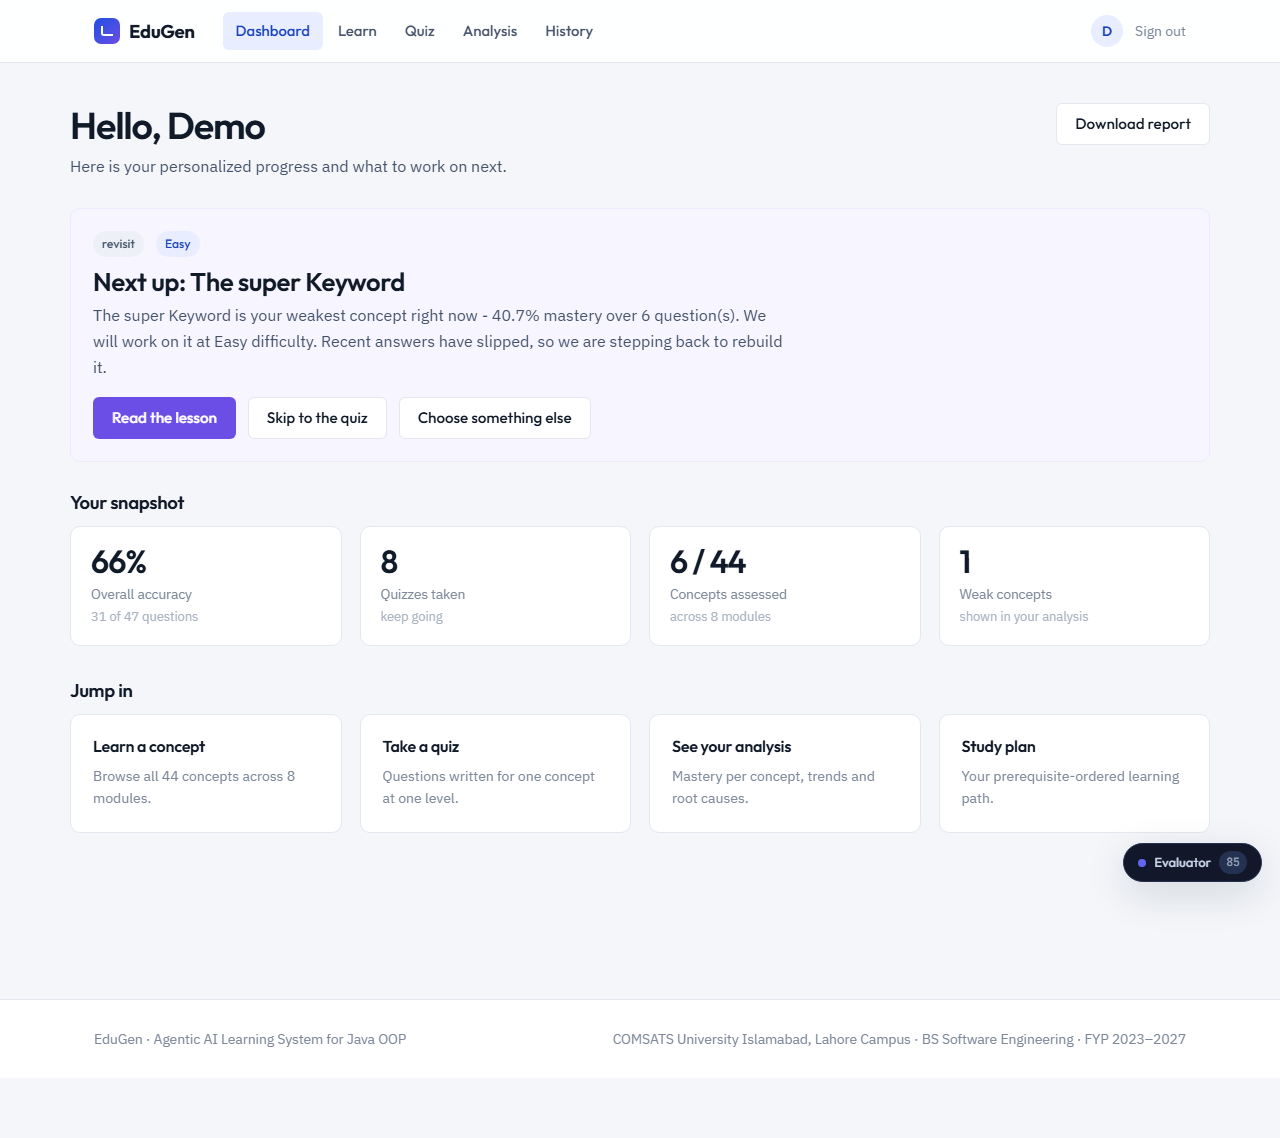 EduGen Dashboard Learn Quiz Analysis History D Sign out
Hello, Demo
Download report
Here is your personalized progress and what to work on next.
revisit Easy
Next up: The super Keyword
The super Keyword is your weakest concept right now - 40.7% mastery over 6 question(s). We
will work on it at Easy difficulty. Recent answers have slipped, so we are stepping back to rebuild
it.
Read the lesson Skip to the quiz Choose something else
Your snapshot
66%
Overall accuracy
31 of 47 questions
8
Quizzes taken
keep going
6 / 44
Concepts assessed
across 8 modules
1
Weak concepts
shown in your analysis
Jump in
Learn a concept
Browse all 44 concepts across 8
modules.
Take a quiz
Questions written for one concept
at one level.
See your analysis
Mastery per concept, trends and
root causes.
Study plan
Your prerequisite-ordered learning
path.
Evaluator 85
EduGen · Agentic AI Learning System for Java OOP
COMSATS University Islamabad, Lahore Campus · BS Software Engineering · FYP 2023–2027